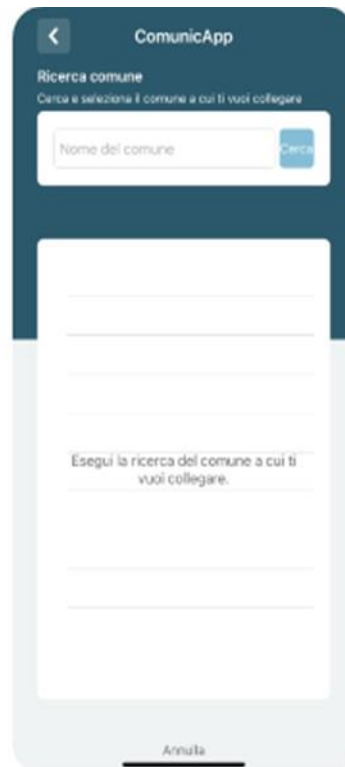 ComunicApp
Ricerca comune
Cerca e seleziona il comune a cui ti vuoi collegare
Nome del comune
Cerca
Esegui la ricerca del comune a cui ti
vuoi collegare.
Annulla